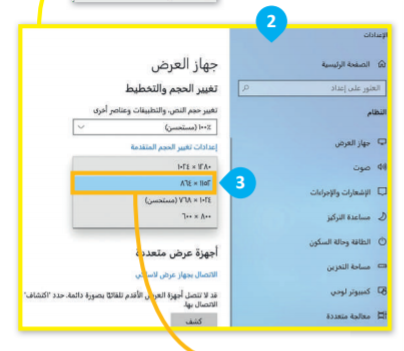 2
الإعدادات
الصفحة الرئيسية
العثور على إعداد
النظام
جهاز العرض
صوت
الإشعارات والإجراءات
مساعدة التركيز
الطاقة وحالة السكون
مساحة التخزين
كمبيوتر لوحي
معالجة متعددة
جهاز العرض
تغيير الحجم والتخطيط
تغيير حجم النص، والتطبيقات وعناصر أخرى
٪١٠٠ (مستحسن)
إعدادات تغيير الحجم المتقدمة
١٢٨٠ × ١٠٢٤
١١٥٢ × ٨٦٤
3
١٠٢٤ × ٧٦٨ (مستحسن)
٨٠٠ × ٦٠٠
أجهزة عرض متعددة
الاتصال بجهاز عرض لاسلكي
قد لا تتصل أجهزة العرض الأقدم تلقائيًا بصورة دائمة. حدد "اكتشاف"
الاتصال بها.
كشف